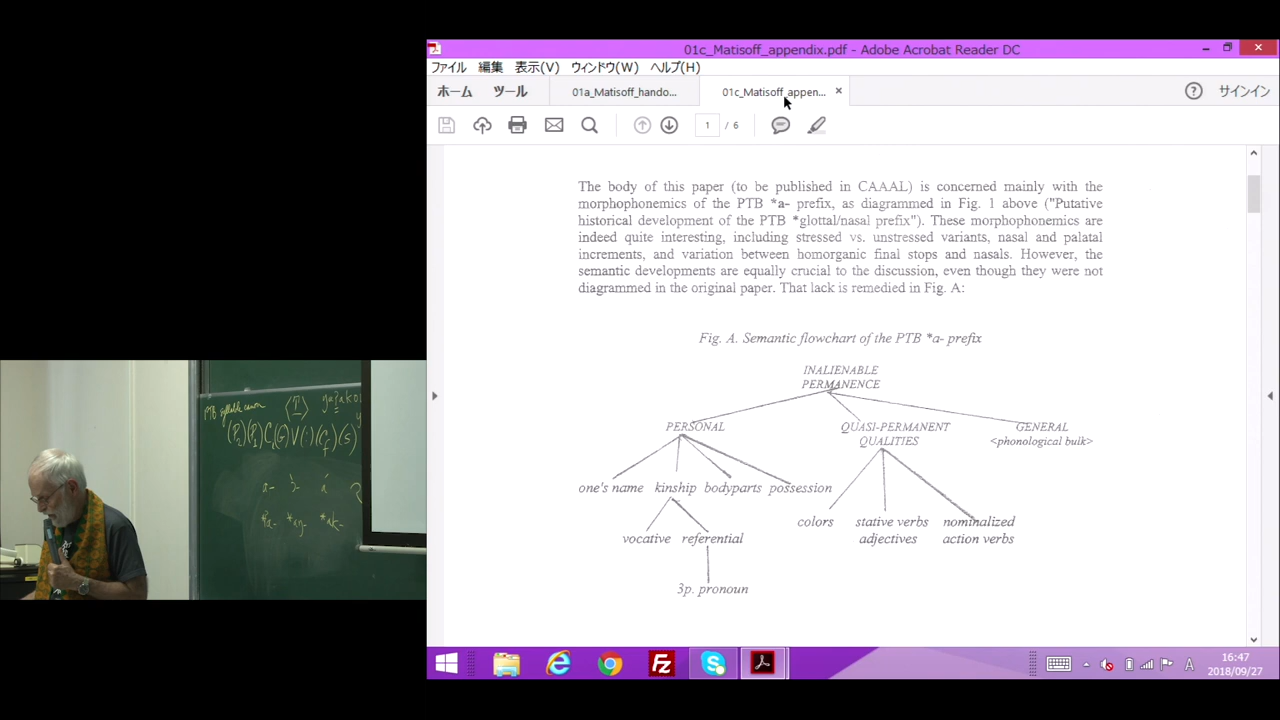 01c_Matisoff_appendix.pdf - Adobe Acrobat Reader DC
ファイル 編集 表示(V) ウィンドウ(W) ヘルプ(H)
ホーム ツール 01a_Matisoff_hando... 01c_Matisoff_appen... ×
? サインイン
1 / 6
The body of this paper (to be published in CAAAL) is concerned mainly with the
morphophonemics of the PTB *a- prefix, as diagrammed in Fig. 1 above ("Putative
historical development of the PTB *glottal/nasal prefix"). These morphophonemics are
indeed quite interesting, including stressed vs. unstressed variants, nasal and palatal
increments, and variation between homorganic final stops and nasals. However, the
semantic developments are equally crucial to the discussion, even though they were not
diagrammed in the original paper. That lack is remedied in Fig. A:
Fig. A. Semantic flowchart of the PTB *a- prefix
INALIENABLE
PERMANENCE
PERSONAL QUASI-PERMANENT GENERAL
QUALITIES <phonological bulk>
one's name kinship bodyparts possession
colors stative verbs nominalized
vocative referential adjectives action verbs
3p. pronoun
PTB syllable canon
a-
A 16:47
2018/09/27